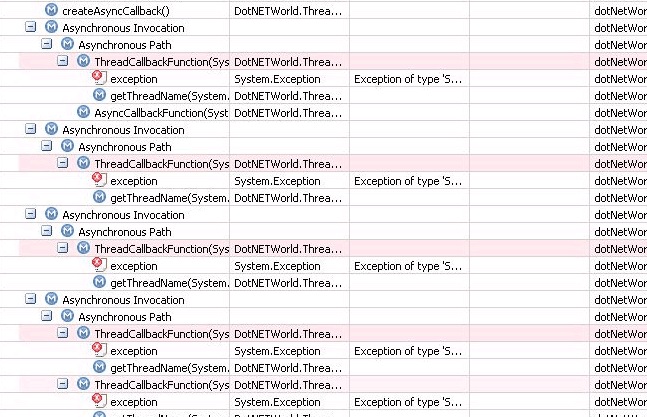 createAsyncCallback() DotNETWorld.Threa... dotNetWor
Asynchronous Invocation dotNetWor
Asynchronous Path dotNetWor
ThreadCallbackFunction(Sys DotNETWorld.Threa... dotNetWor
exception System.Exception Exception of type 'S... dotNetWor
getThreadName(System. DotNETWorld.Threa... dotNetWor
AsyncCallbackFunction(Syst DotNETWorld.Threa... dotNetWor
Asynchronous Invocation dotNetWor
Asynchronous Path dotNetWor
ThreadCallbackFunction(Sys DotNETWorld.Threa... dotNetWor
exception System.Exception Exception of type 'S... dotNetWor
getThreadName(System. DotNETWorld.Threa... dotNetWor
Asynchronous Invocation dotNetWor
Asynchronous Path dotNetWor
ThreadCallbackFunction(Sys DotNETWorld.Threa... dotNetWor
exception System.Exception Exception of type 'S... dotNetWor
getThreadName(System. DotNETWorld.Threa... dotNetWor
Asynchronous Invocation dotNetWor
Asynchronous Path dotNetWor
ThreadCallbackFunction(Sys DotNETWorld.Threa... dotNetWor
exception System.Exception Exception of type 'S... dotNetWor
getThreadName(System. DotNETWorld.Threa... dotNetWor
ThreadCallbackFunction(Sys DotNETWorld.Threa... dotNetWor
exception System.Exception Exception of type 'S... dotNetWor